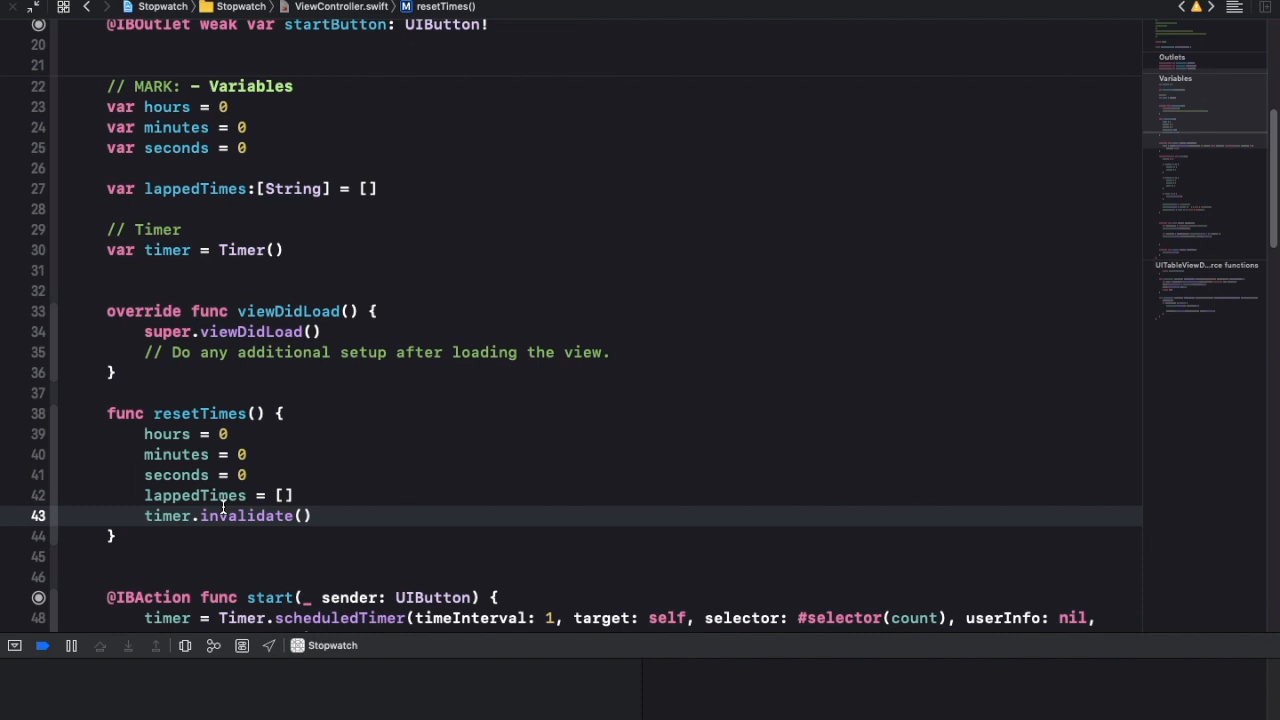 Stopwatch Stopwatch ViewController.swift M resetTimes()
@IBOutlet weak var startButton: UIButton!
20
21
22 // MARK: - Variables
23 var hours = 0
24 var minutes = 0
25 var seconds = 0
26
27 var lappedTimes:[String] = []
28
29 // Timer
30 var timer = Timer()
31
32
33 override func viewDidLoad() {
34 super.viewDidLoad()
35 // Do any additional setup after loading the view.
36 }
37
38 func resetTimes() {
39 hours = 0
40 minutes = 0
41 seconds = 0
42 lappedTimes = []
43 timer.invalidate()
44 }
45
46
@IBAction func start(_ sender: UIButton) {
48 timer = Timer.scheduledTimer(timeInterval: 1, target: self, selector: #selector(count), userInfo: nil,
Stopwatch
Outlets
Variables
UITableViewD...rce functions